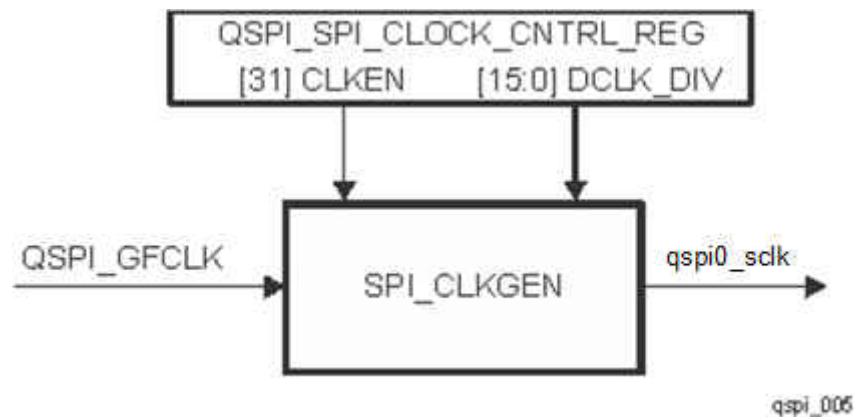 QSPI_SPI_CLOCK_CNTRL_REG
[31] CLKEN [15:0] DCLK_DIV
QSPI_GFCLK
SPI_CLKGEN
qspi0_sclk
qspi_005